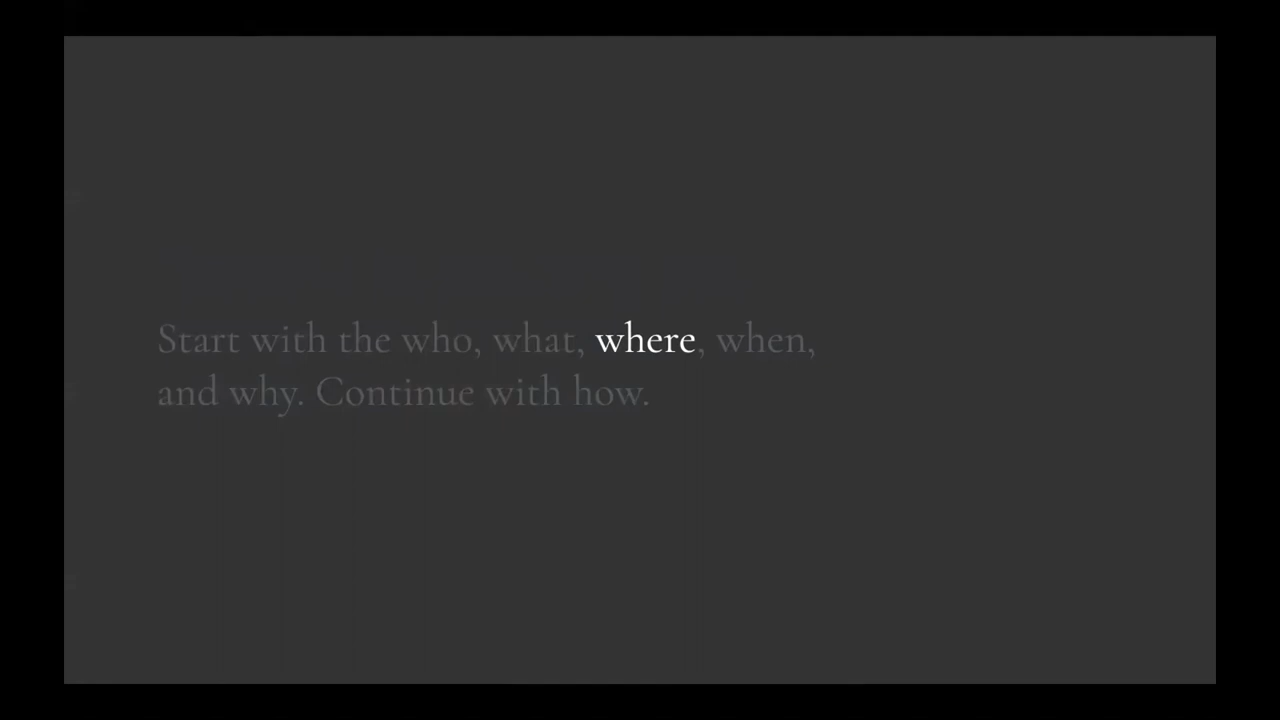 Start with the who, what, where, when,
and why. Continue with how.